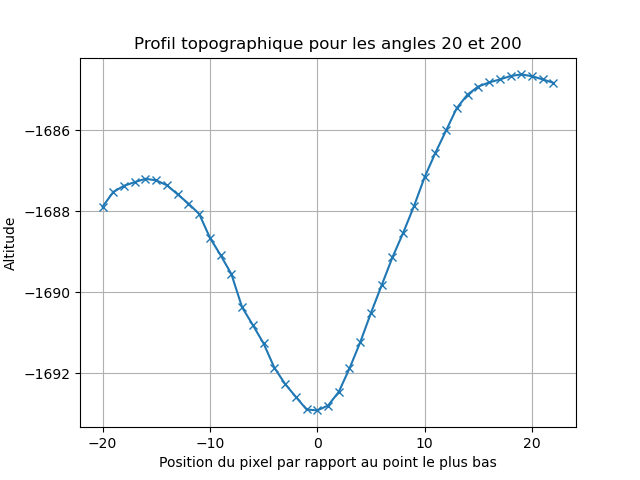 Profil topographique pour les angles 20 et 200
Altitude
−1686
−1688
−1690
−1692
−20 −10 0 10 20
Position du pixel par rapport au point le plus bas